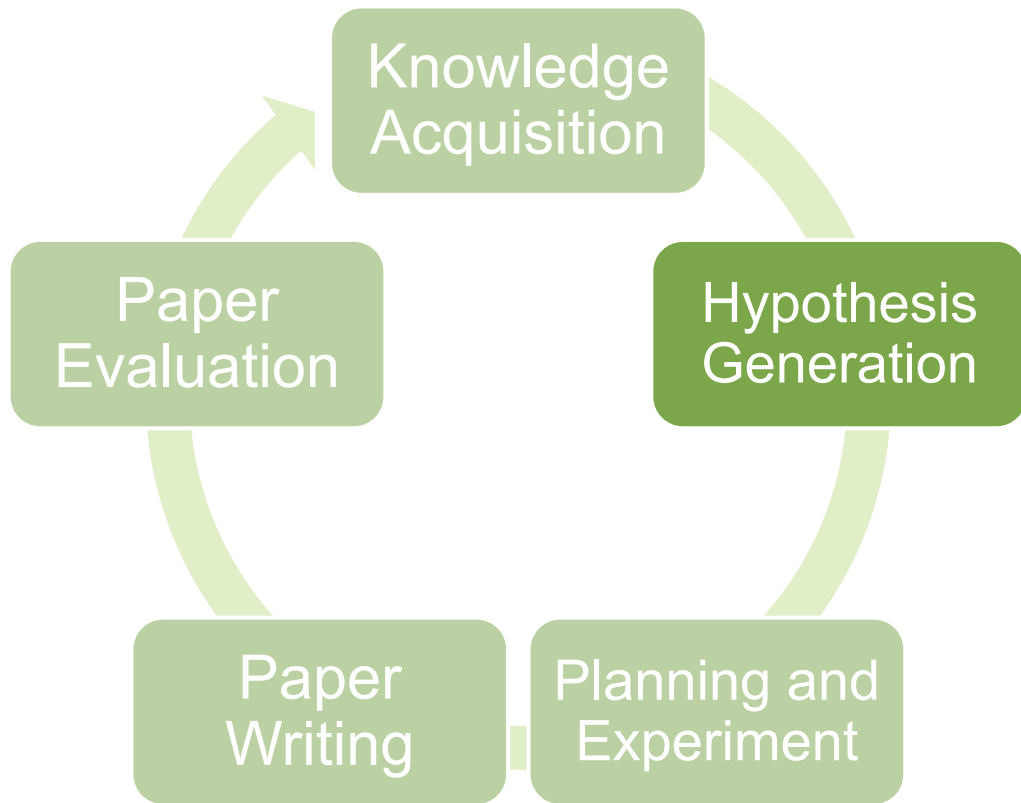 Knowledge
Acquisition
Hypothesis
Generation
Planning and
Experiment
Paper
Writing
Paper
Evaluation